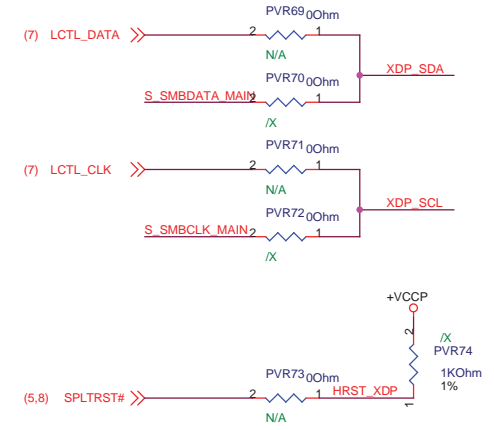 PVR69 0Ohm
(7) LCTL_DATA 2 1
N/A
PVR70 0Ohm
XDP_SDA
S_SMBDATA_MAIN 2 1
/X
PVR71 0Ohm
(7) LCTL_CLK 2 1
N/A
PVR72 0Ohm
XDP_SCL
S_SMBCLK_MAIN 2 1
/X
+VCCP
2
/X
PVR74
1KOhm
1%
1
PVR73 0Ohm
(5,8) SPLTRST# 2 1 HRST_XDP
N/A